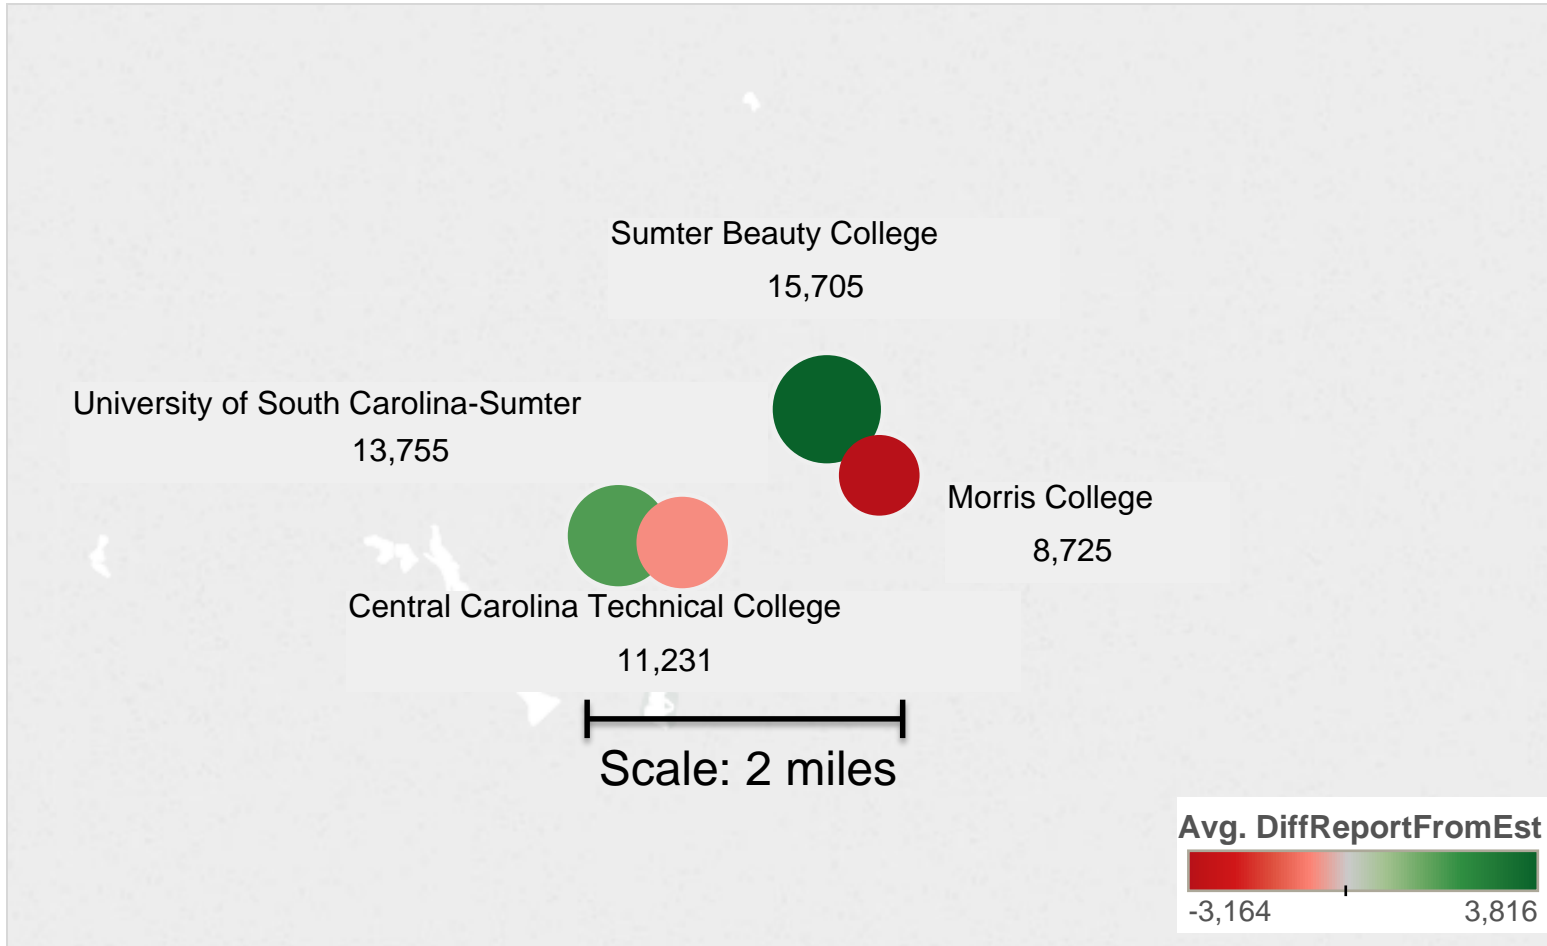 Sumter Beauty College
15,705
University of South Carolina-Sumter
13,755
Morris College
8,725
Central Carolina Technical College
11,231
Scale: 2 miles
Avg. DiffReportFromEst
-3,164 3,816